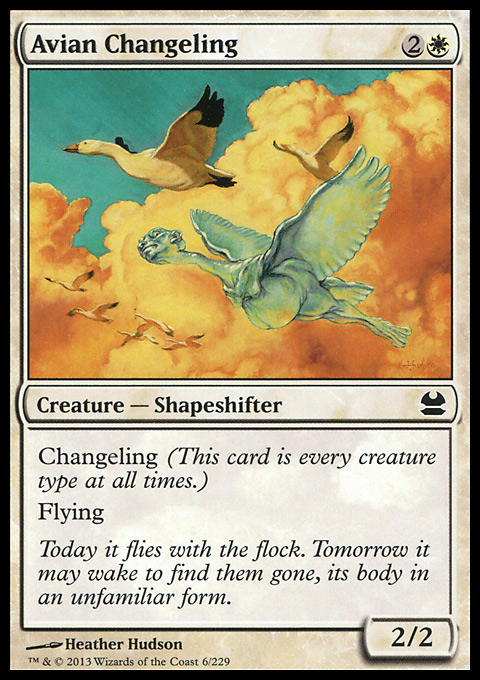 Avian Changeling 2
Creature — Shapeshifter
Changeling (This card is every creature
type at all times.)
Flying
Today it flies with the flock. Tomorrow it
may wake to find them gone, its body in
an unfamiliar form.
Heather Hudson
2/2
™ & © 2013 Wizards of the Coast 6/229